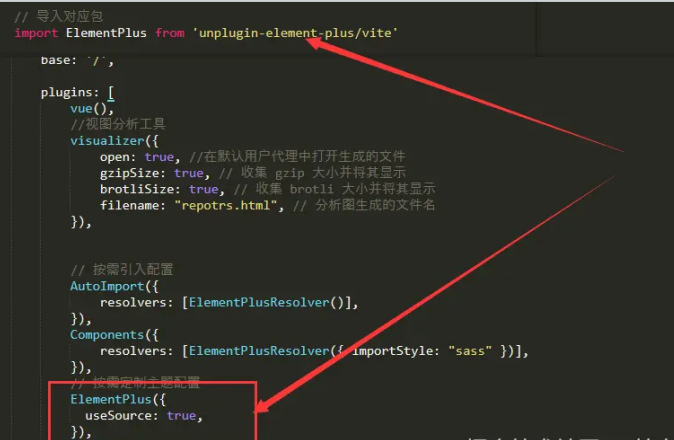 // 导入对应包
import ElementPlus from 'unplugin-element-plus/vite'
base: '/',
plugins: [
vue(),
//视图分析工具
visualizer({
open: true, //在默认用户代理中打开生成的文件
gzipSize: true, // 收集 gzip 大小并将其显示
brotliSize: true, // 收集 brotli 大小并将其显示
filename: "repotrs.html", // 分析图生成的文件名
}),
// 按需引入配置
AutoImport({
resolvers: [ElementPlusResolver()],
}),
Components({
resolvers: [ElementPlusResolver({ importStyle: "sass" })],
}),
// 按需定制主题配置
ElementPlus({
useSource: true,
}),